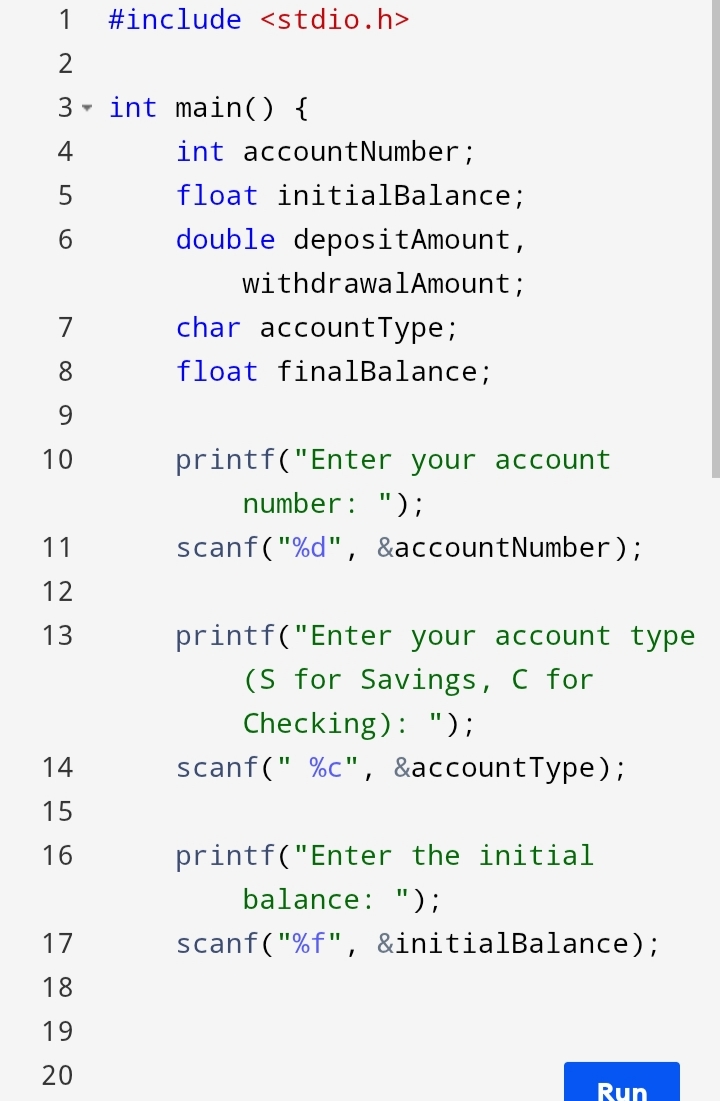 1 #include <stdio.h>
2
3 int main() {
4 int accountNumber;
5 float initialBalance;
6 double depositAmount,
withdrawalAmount;
7 char accountType;
8 float finalBalance;
9
10 printf("Enter your account
number: ");
11 scanf("%d", &accountNumber);
12
13 printf("Enter your account type
(S for Savings, C for
Checking): ");
14 scanf(" %c", &accountType);
15
16 printf("Enter the initial
balance: ");
17 scanf("%f", &initialBalance);
18
19
20
Run